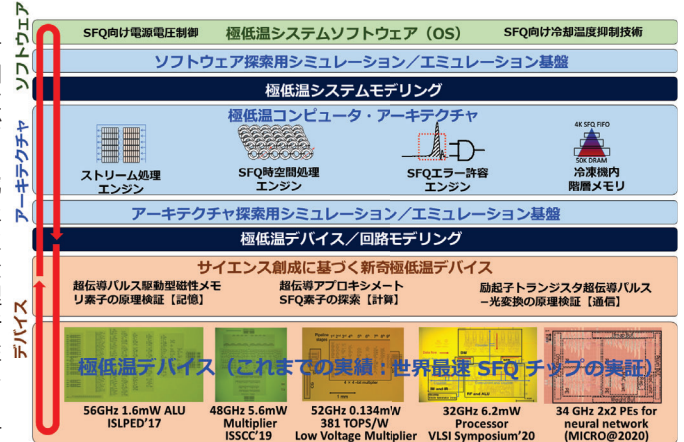 ソフトウェア
アーキテクチャ
デバイス
SFQ向け電源電圧制御
極低温システムソフトウェア（OS）
SFQ向け冷却温度抑制技術
ソフトウェア探索用シミュレーション／エミュレーション基盤
極低温システムモデリング
極低温コンピュータ・アーキテクチャ
ストリーム処理
エンジン
SFQ時空間処理
エンジン
SFQエラー許容
エンジン
4K SFQ FIFO
50K DRAM
冷凍機内
階層メモリ
アーキテクチャ探索用シミュレーション／エミュレーション基盤
極低温デバイス／回路モデリング
サイエンス創成に基づく新奇極低温デバイス
超伝導パルス駆動型磁性メモ
リ素子の原理検証【記憶】
超伝導アプロキシメート
SFQ素子の探索【計算】
励起子トランジスタ超伝導パルス
－光変換の原理検証【通信】
極低温デバイス（これまでの実績：世界最速 SFQ チップの実証）
Pipeline
stages
4 × 4-bit multiplier
1 mm
RF and ALU
56GHz 1.6mW ALU
ISLPED'17
48GHz 5.6mW
Multiplier
ISSCC'19
52GHz 0.134mW
381 TOPS/W
Low Voltage Multiplier
32GHz 6.2mW
Processor
VLSI Symposium'20
34 GHz 2x2 PEs for
neural network
(MICRO@2020)